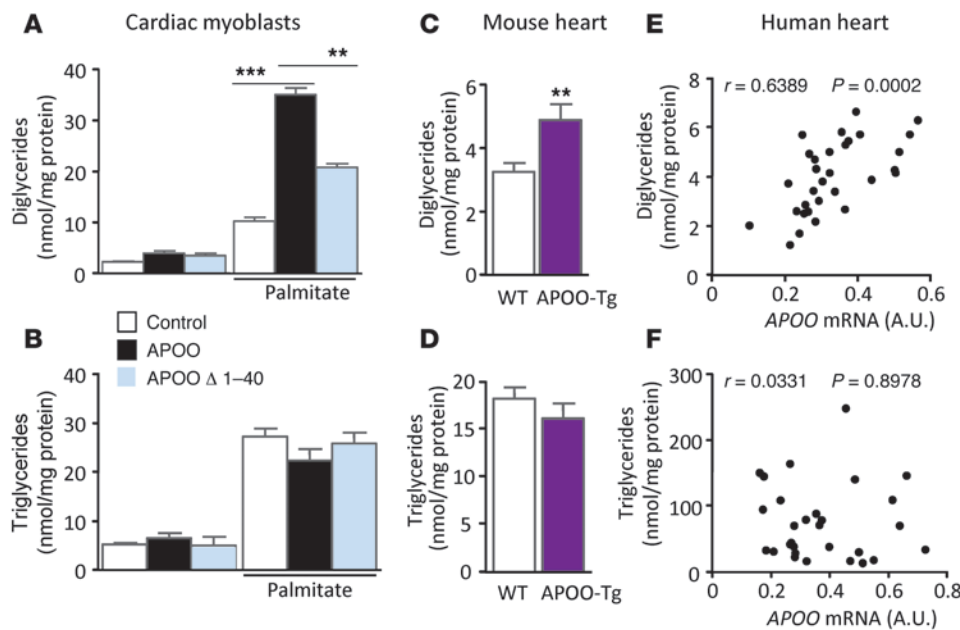 A
Cardiac myoblasts
Diglycerides
(nmol/mg protein)
40
30
20
10
0
***
**
Palmitate
B
Control
APOO
APOO Δ 1–40
Triglycerides
(nmol/mg protein)
40
30
20
10
0
Palmitate
C
Mouse heart
Diglycerides
(nmol/mg protein)
6
4
2
0
**
WT APOO-Tg
D
Triglycerides
(nmol/mg protein)
20
15
10
5
0
WT APOO-Tg
E
Human heart
r = 0.6389 P = 0.0002
Diglycerides
(nmol/mg protein)
8
6
4
2
0
0 0.2 0.4 0.6
APOO mRNA (A.U.)
F
r = 0.0331 P = 0.8978
Triglycerides
(nmol/mg protein)
300
200
100
0
0 0.2 0.4 0.6 0.8
APOO mRNA (A.U.)